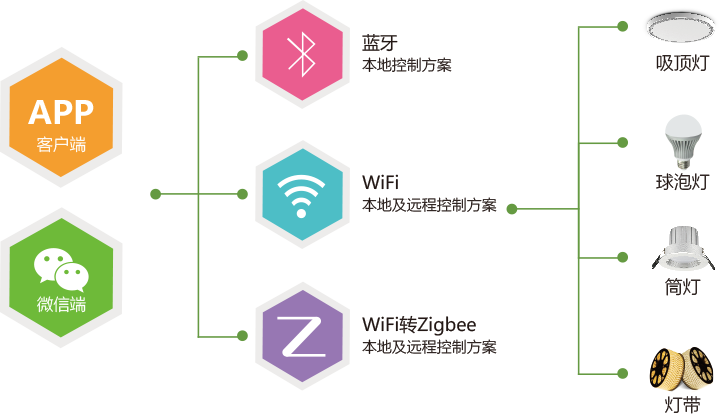 APP
客户端
微信端
蓝牙
本地控制方案
WiFi
本地及远程控制方案
WiFi转Zigbee
本地及远程控制方案
吸顶灯
球泡灯
筒灯
灯带